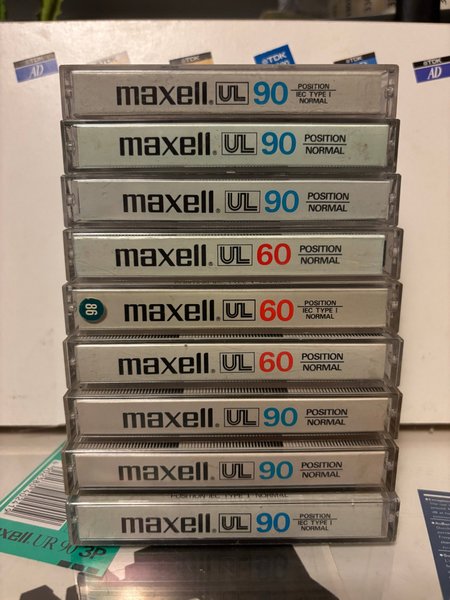 TDK
AD
TDK
TDK
TDK
AD
maxell. UL 90 POSITION IEC TYPE I NORMAL
maxell. UL 90 POSITION NORMAL
maxell. UL 90 POSITION NORMAL
maxell. UL 60 POSITION NORMAL
86 maxell. UL 60 POSITION IEC TYPE I NORMAL
maxell. UL 60 POSITION NORMAL
maxell. UL 90 POSITION NORMAL
maxell. UL 90 POSITION NORMAL
POSITION IEC TYPE I NORMAL
maxell. UL 90 POSITION IEC TYPE I NORMAL
xell UR 90 3P